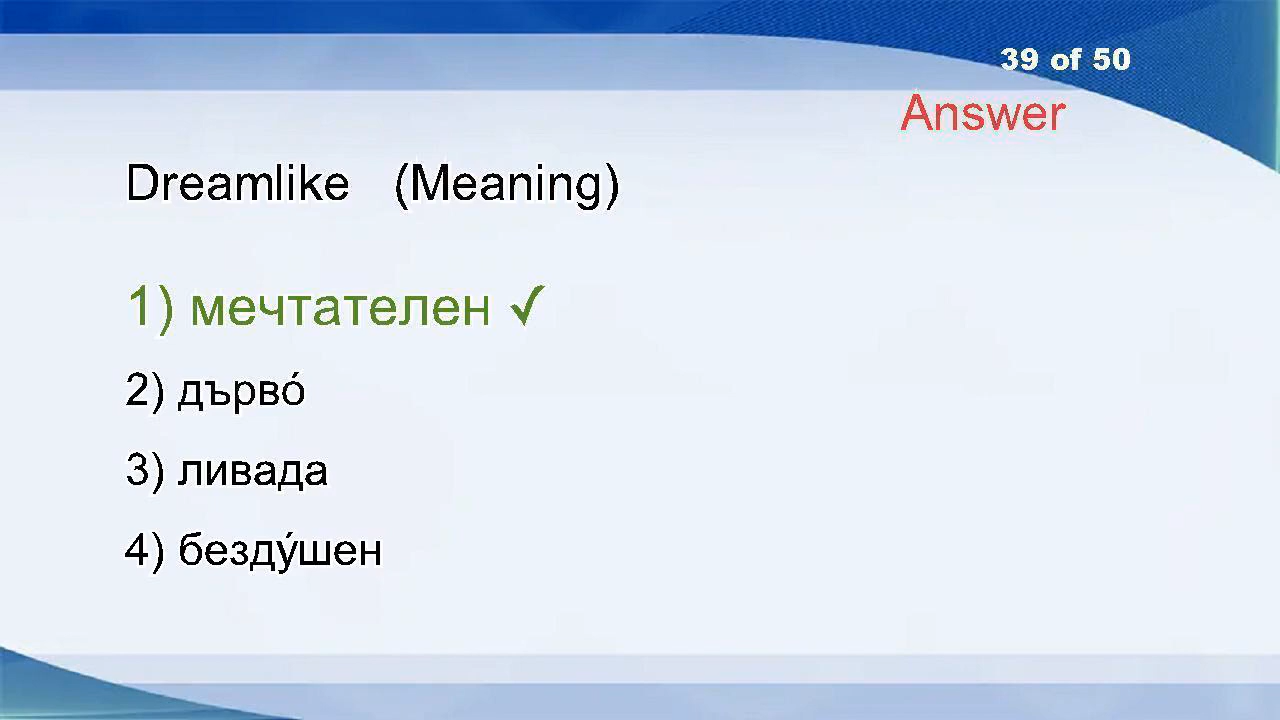 39 of 50
Answer
Dreamlike (Meaning)
1) мечтателен ✓
2) дървó
3) ливада
4) бездýшен